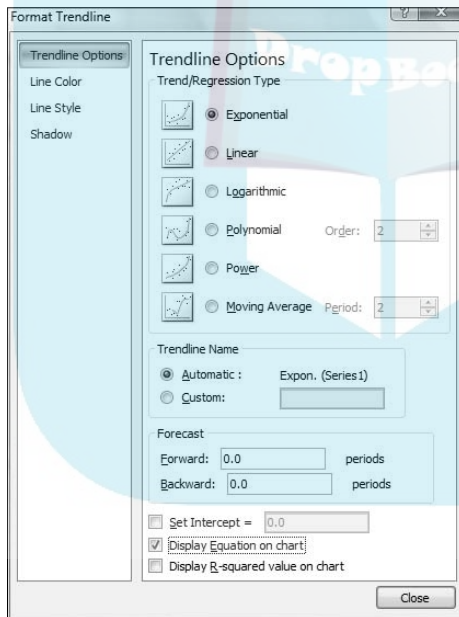 Format Trendline
Trendline Options
Line Color
Line Style
Shadow
Trendline Options
Trend/Regression Type
Exponential
Linear
Logarithmic
Polynomial Order: 2
Power
Moving Average Period: 2
Trendline Name
Automatic : Expon. (Series1)
Custom:
Forecast
Forward: 0.0 periods
Backward: 0.0 periods
Set Intercept = 0.0
Display Equation on chart
Display R-squared value on chart
Close